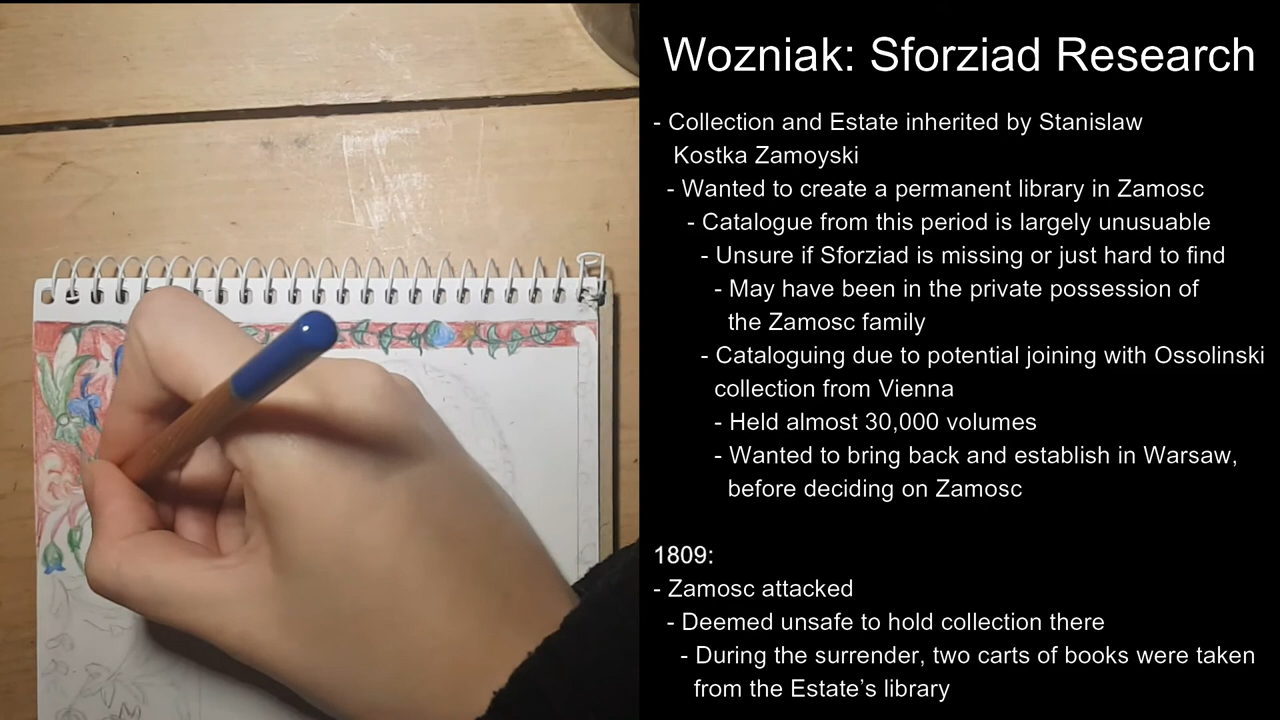 Wozniak: Sforziad Research
- Collection and Estate inherited by Stanislaw
Kostka Zamoyski
- Wanted to create a permanent library in Zamosc
- Catalogue from this period is largely unusuable
- Unsure if Sforziad is missing or just hard to find
- May have been in the private possession of
the Zamosc family
- Cataloguing due to potential joining with Ossolinski
collection from Vienna
- Held almost 30,000 volumes
- Wanted to bring back and establish in Warsaw,
before deciding on Zamosc
1809:
- Zamosc attacked
- Deemed unsafe to hold collection there
- During the surrender, two carts of books were taken
from the Estate’s library